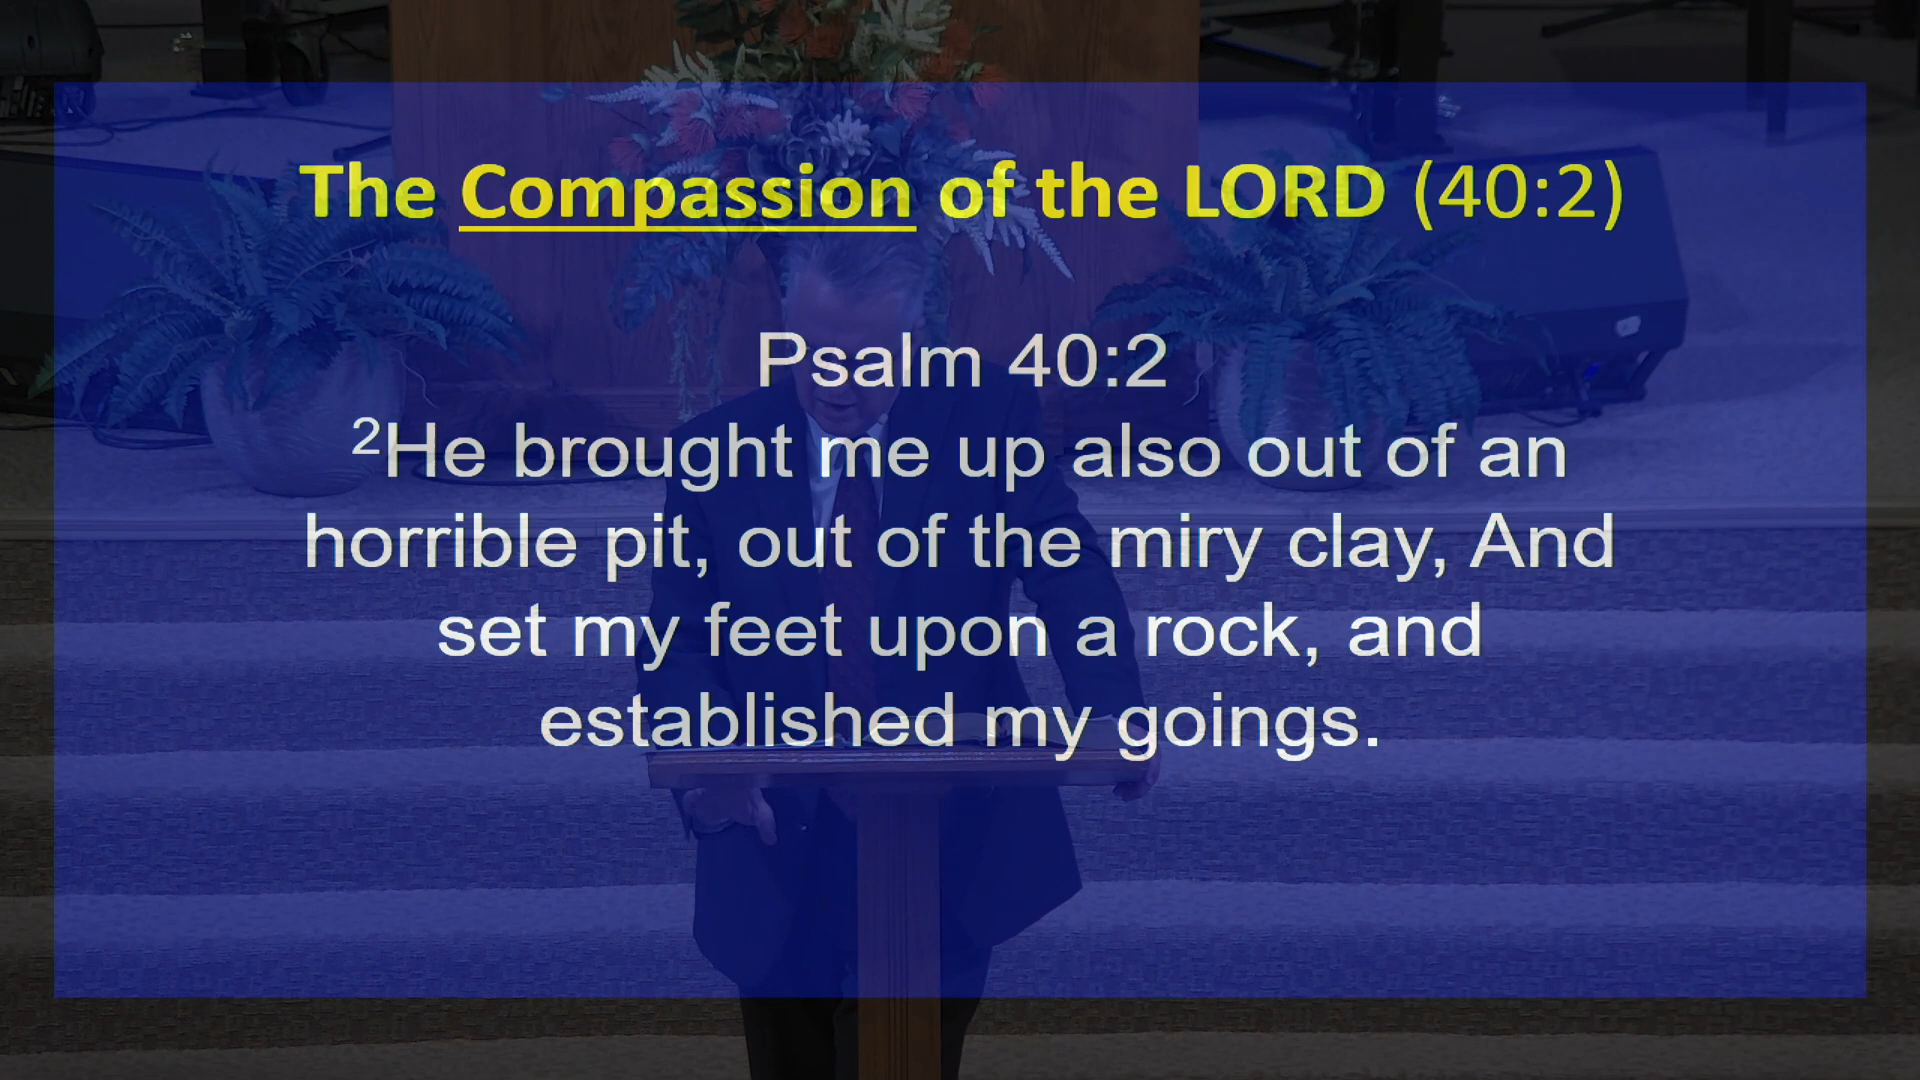 The Compassion of the LORD (40:2)
Psalm 40:2
²He brought me up also out of an
horrible pit, out of the miry clay, And
set my feet upon a rock, and
established my goings.